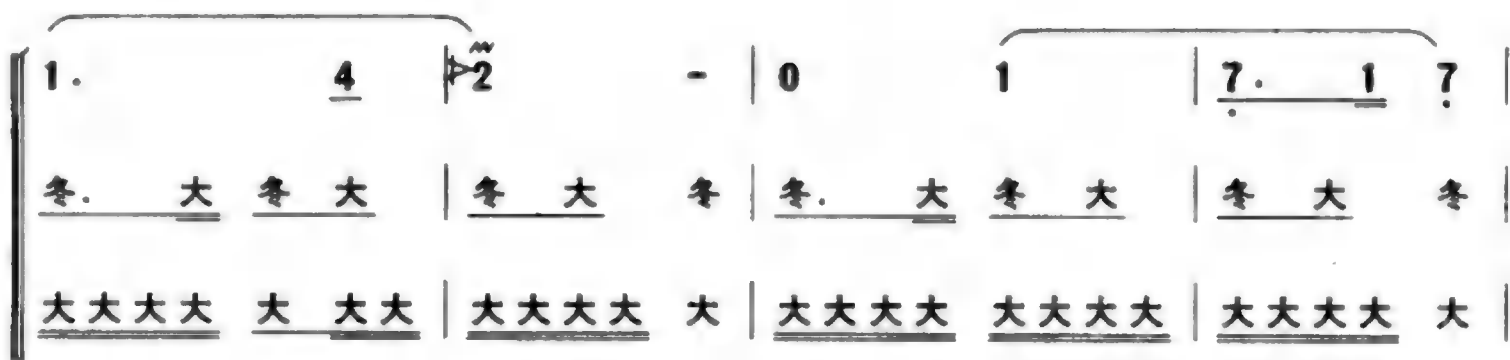 1. 4 | 2 - | 0 1 | 7. 1 7 |
冬. 大 冬 大 | 冬 大 冬 | 冬. 大 冬 大 | 冬 大 冬 |
大大大大 大 大大 | 大大大大 大 | 大大大大 大大大大 | 大大大大 大 |